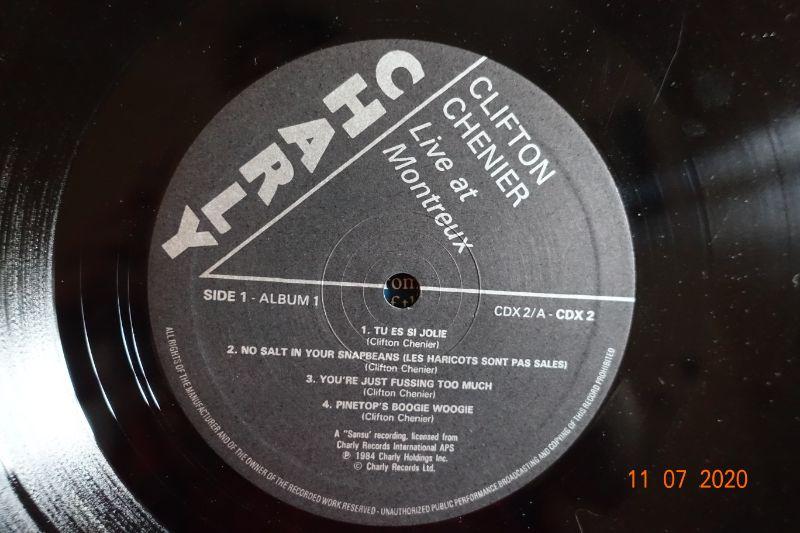 CHARLY
CLIFTON
CHENIER
Live at
Montreux
on
SIDE 1 - ALBUM 1
CDX 2/A - CDX 2
1. TU ES SI JOLIE
(Clifton Chenier)
2. NO SALT IN YOUR SNAPBEANS (LES HARICOTS SONT PAS SALES)
(Clifton Chenier)
3. YOU'RE JUST FUSSING TOO MUCH
(Clifton Chenier)
4. PINETOP'S BOOGIE WOOGIE
(Clifton Chenier)
A "Sansu' recording, licensed from
Charly Records International APS
℗ 1984 Charly Holdings Inc.
© Charly Records Ltd.
ALL RIGHTS OF THE MANUFACTURER AND OF THE OWNER OF THE RECORDED WORK RESERVED - UNAUTHORIZED PUBLIC PERFORMANCE BROADCASTING AND COPYING OF THIS RECORD PROHIBITED
11 07 2020